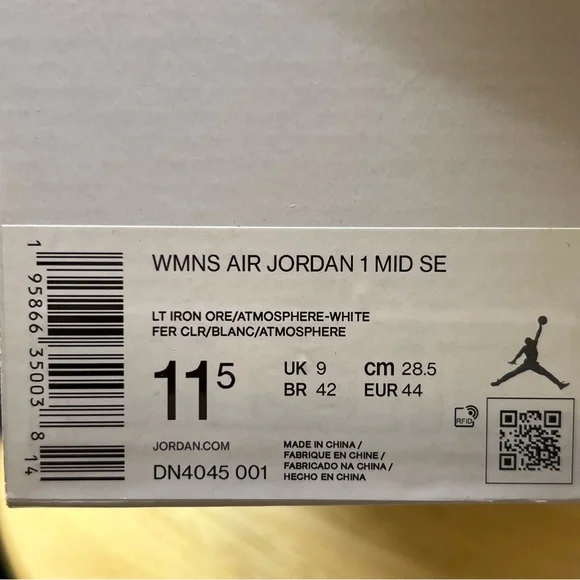 WMNS AIR JORDAN 1 MID SE
LT IRON ORE/ATMOSPHERE-WHITE
FER CLR/BLANC/ATMOSPHERE
11 5
UK 9
cm 28.5
BR 42
EUR 44
JORDAN.COM
DN4045 001
MADE IN CHINA /
FABRIQUE EN CHINE /
FABRICADO NA CHINA /
HECHO EN CHINA
RFID
1 95866 35003 8 14